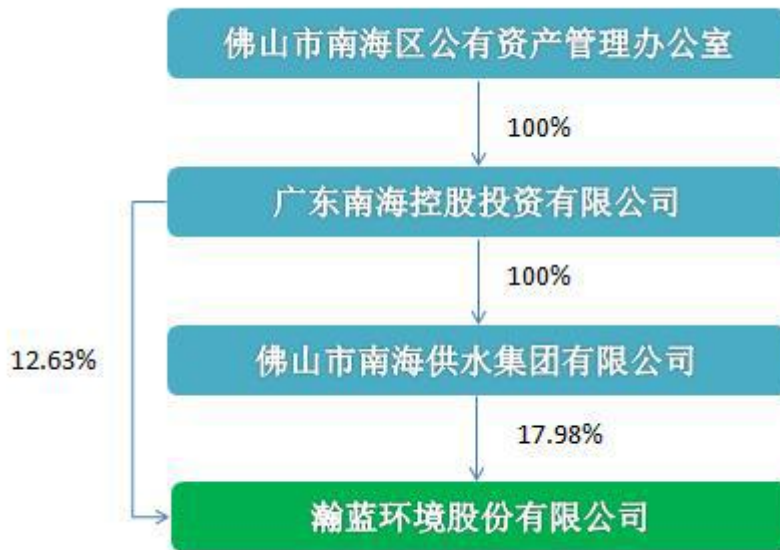 佛山市南海区公有资产管理办公室
100%
广东南海控股投资有限公司
100%
12.63%
佛山市南海供水集团有限公司
17.98%
瀚蓝环境股份有限公司